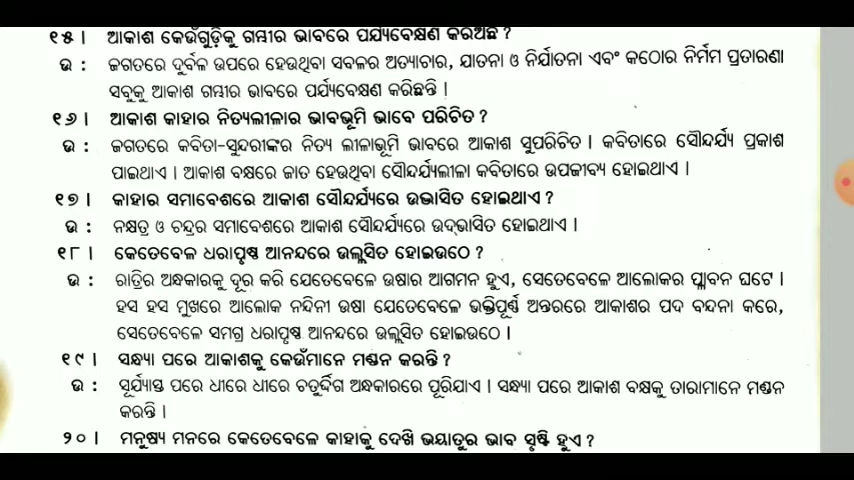 ୧୫। ଆକାଶ କେଉଁଗୁଡ଼ିକୁ ଗମ୍ଭୀର ଭାବରେ ପର୍ଯ୍ୟବେକ୍ଷଣ କରିଅଛି ?
ଉ : ଜଗତରେ ଦୁର୍ବଳ ଉପରେ ହେଉଥିବା ସବଳର ଅତ୍ୟାଚାର, ଯାତନା ଓ ନିର୍ଯାତନା ଏବଂ କଠୋର ନିର୍ମମ ପ୍ରତାରଣା
ସବୁକୁ ଆକାଶ ଗମ୍ଭୀର ଭାବରେ ପର୍ଯ୍ୟବେକ୍ଷଣ କରିଛନ୍ତି।
୧୬। ଆକାଶ କାହାର ନିତ୍ୟଲୀଳାର ଭାବଭୂମି ଭାବେ ପରିଚିତ ?
ଉ : ଜଗତରେ କବିତା-ସୁନ୍ଦରୀଙ୍କର ନିତ୍ୟ ଲୀଳାଭୂମି ଭାବରେ ଆକାଶ ସୁପରିଚିତ। କବିତାରେ ସୌନ୍ଦର୍ଯ୍ୟ ପ୍ରକାଶ
ପାଇଥାଏ। ଆକାଶ ବକ୍ଷରେ ଜାତ ହେଉଥିବା ସୌନ୍ଦର୍ଯ୍ୟଲୀଳା କବିତାରେ ଉପଜୀବ୍ୟ ହୋଇଥାଏ।
୧୭। କାହାର ସମାବେଶରେ ଆକାଶ ସୌନ୍ଦର୍ଯ୍ୟରେ ଉଦ୍ଭାସିତ ହୋଇଥାଏ ?
ଉ : ନକ୍ଷତ୍ର ଓ ଚନ୍ଦ୍ରର ସମାବେଶରେ ଆକାଶ ସୌନ୍ଦର୍ଯ୍ୟରେ ଉଦ୍‌ଭାସିତ ହୋଇଥାଏ।
୧୮। କେତେବେଳେ ଧରାପୃଷ୍ଠ ଆନନ୍ଦରେ ଉଲ୍ଲସିତ ହୋଇଉଠେ ?
ଉ : ରାତ୍ରିର ଅନ୍ଧକାରକୁ ଦୂର କରି ଯେତେବେଳେ ଉଷାର ଆଗମନ ହୁଏ, ସେତେବେଳେ ଆଲୋକର ପ୍ଲାବନ ଘଟେ।
ହସ ହସ ମୁଖରେ ଆଲୋକ ନନ୍ଦିନୀ ଉଷା ଯେତେବେଳେ ଭକ୍ତିପୂର୍ଣ୍ଣ ଅନ୍ତରରେ ଆକାଶର ପଦ ବନ୍ଦନା କରେ,
ସେତେବେଳେ ସମଗ୍ର ଧରାପୃଷ୍ଠ ଆନନ୍ଦରେ ଉଲ୍ଲସିତ ହୋଇଉଠେ।
୧୯। ସନ୍ଧ୍ୟା ପରେ ଆକାଶକୁ କେଉଁମାନେ ମଣ୍ଡନ କରନ୍ତି ?
ଉ : ସୂର୍ଯ୍ୟାସ୍ତ ପରେ ଧୀରେ ଧୀରେ ଚତୁର୍ଦ୍ଦିଗ ଅନ୍ଧକାରରେ ପୂରିଯାଏ। ସନ୍ଧ୍ୟା ପରେ ଆକାଶ ବକ୍ଷକୁ ତାରାମାନେ ମଣ୍ଡନ
କରନ୍ତି।
୨୦। ମନୁଷ୍ୟ ମନରେ କେତେବେଳେ କାହାକୁ ଦେଖି ଭୟାତୁର ଭାବ ସୃଷ୍ଟି ହୁଏ ?